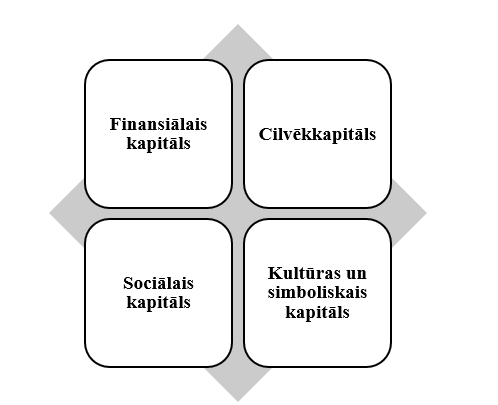 Finansiālais
kapitāls
Cilvēkkapitāls
Sociālais
kapitāls
Kultūras un
simboliskais
kapitāls